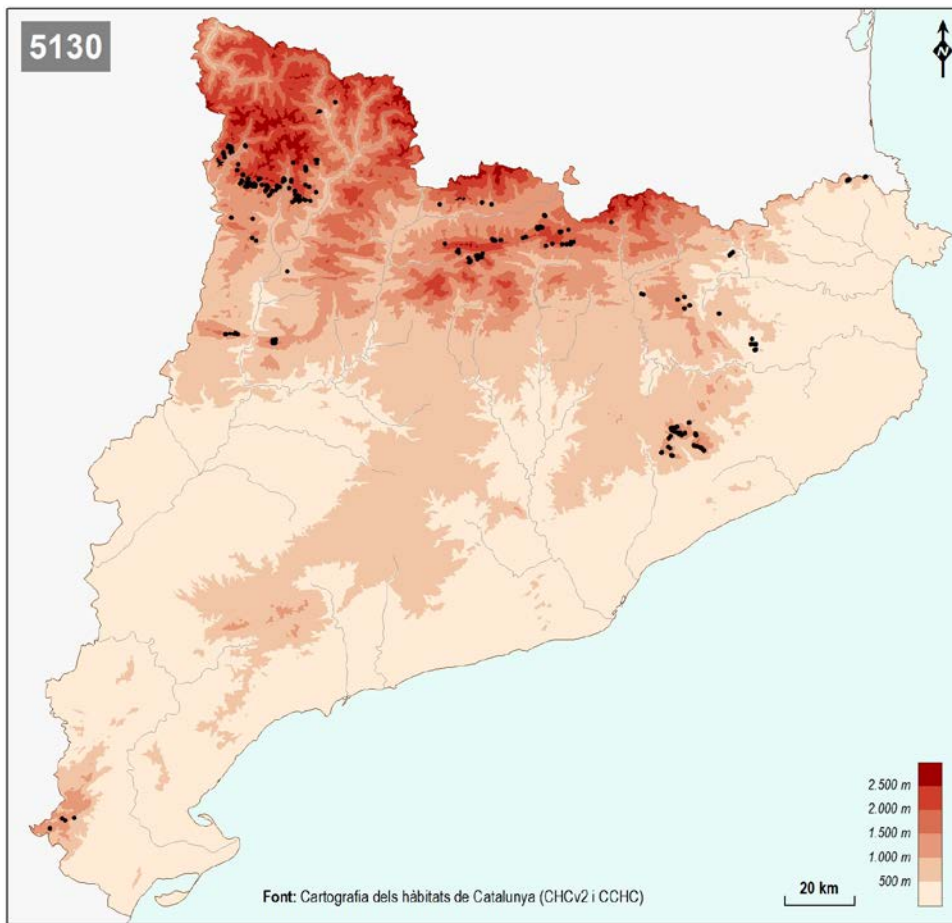 5130
N
2.500 m
2.000 m
1.500 m
1.000 m
500 m
Font: Cartografia dels hàbitats de Catalunya (CHCv2 i CCHC)
20 km